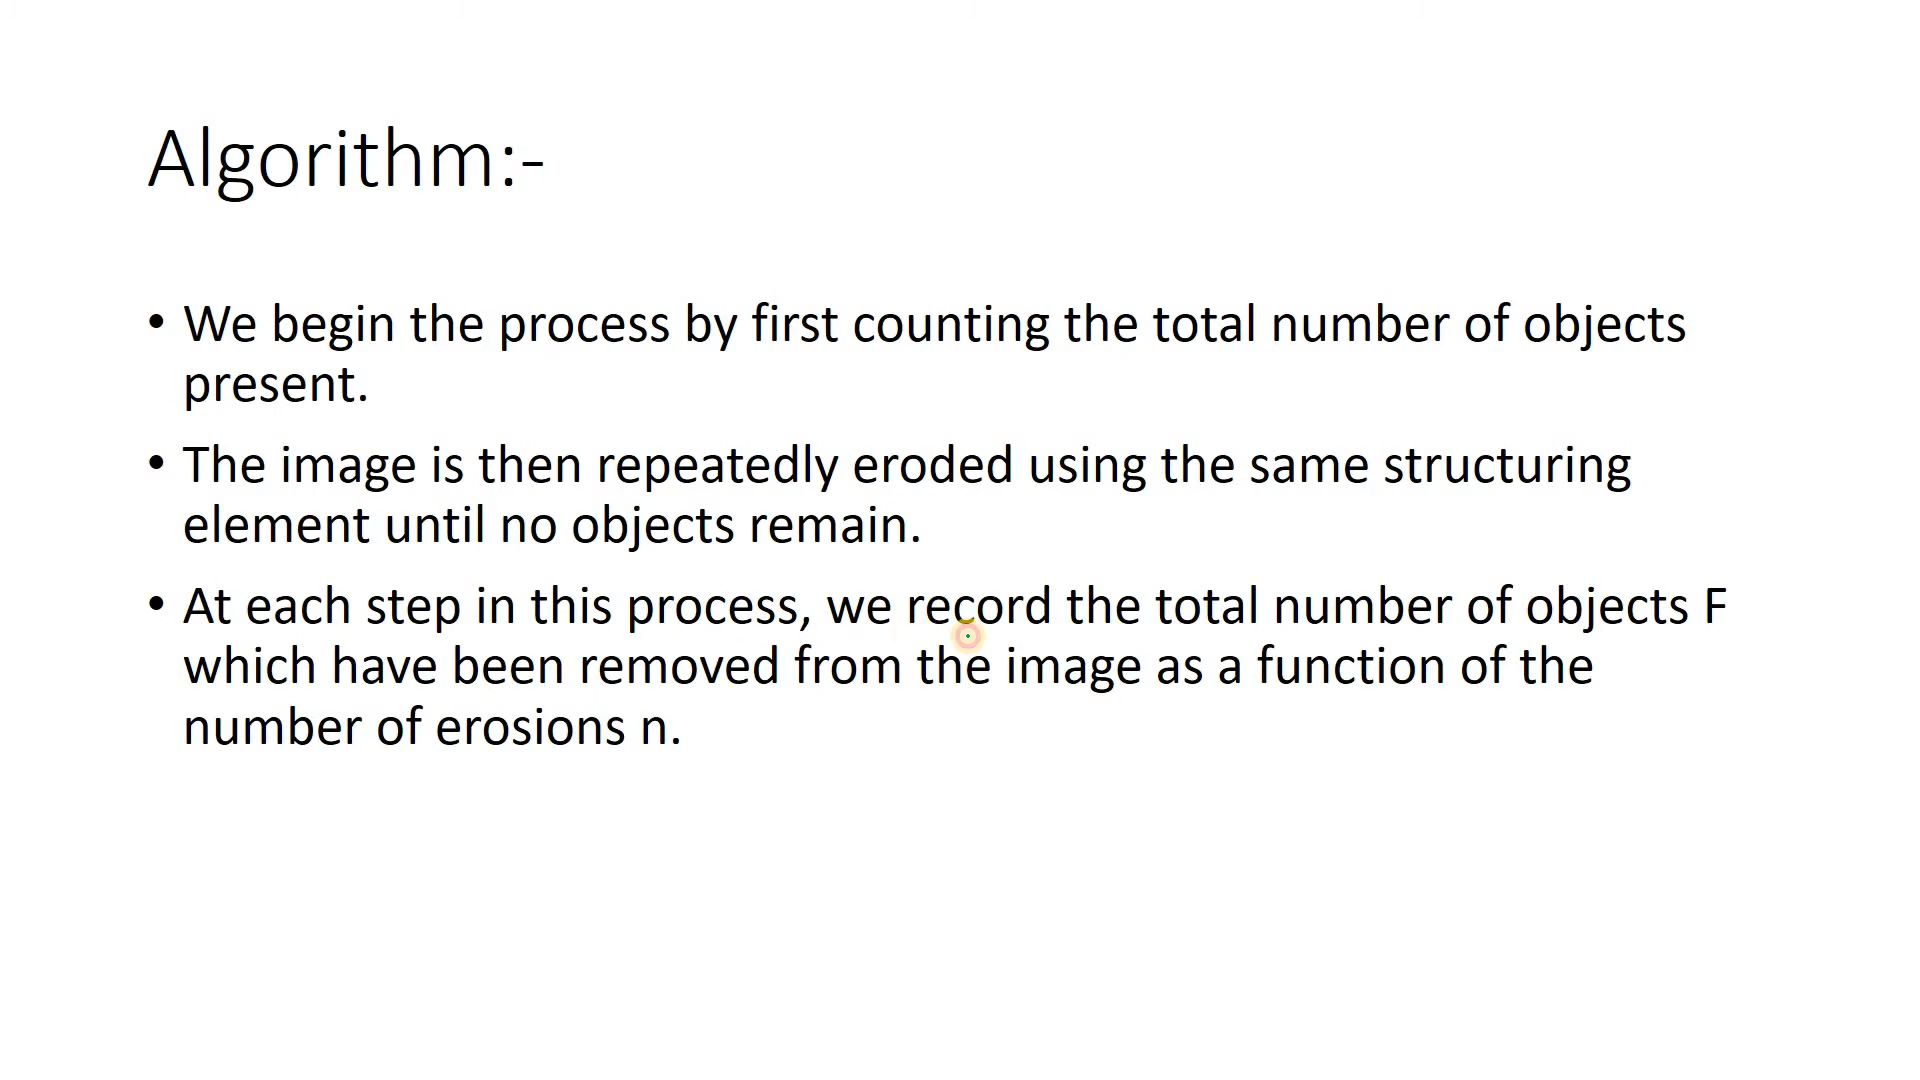 Algorithm:-
• We begin the process by first counting the total number of objects
present.
• The image is then repeatedly eroded using the same structuring
element until no objects remain.
• At each step in this process, we record the total number of objects F
which have been removed from the image as a function of the
number of erosions n.